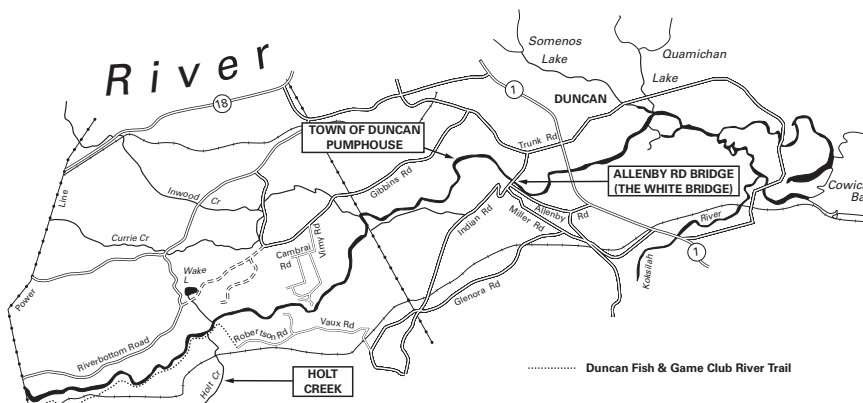 River
Somenos
Lake
Quamichan
Lake
18
1
DUNCAN
TOWN OF DUNCAN
PUMPHOUSE
Trunk Rd
ALLENBY RD BRIDGE
(THE WHITE BRIDGE)
Gibbins Rd
Line
Inwood
Cr
Cowich
Ba
Indian Rd
Allenby
Rd
Miller Rd
River
Currie Cr
Cambrai
Rd
Vimy Rd
1
Koksilah
Wake
L
Power
Glenora Rd
Vaux Rd
Robertson Rd
Riverbottom Road
Holt Cr
HOLT
CREEK
Duncan Fish & Game Club River Trail